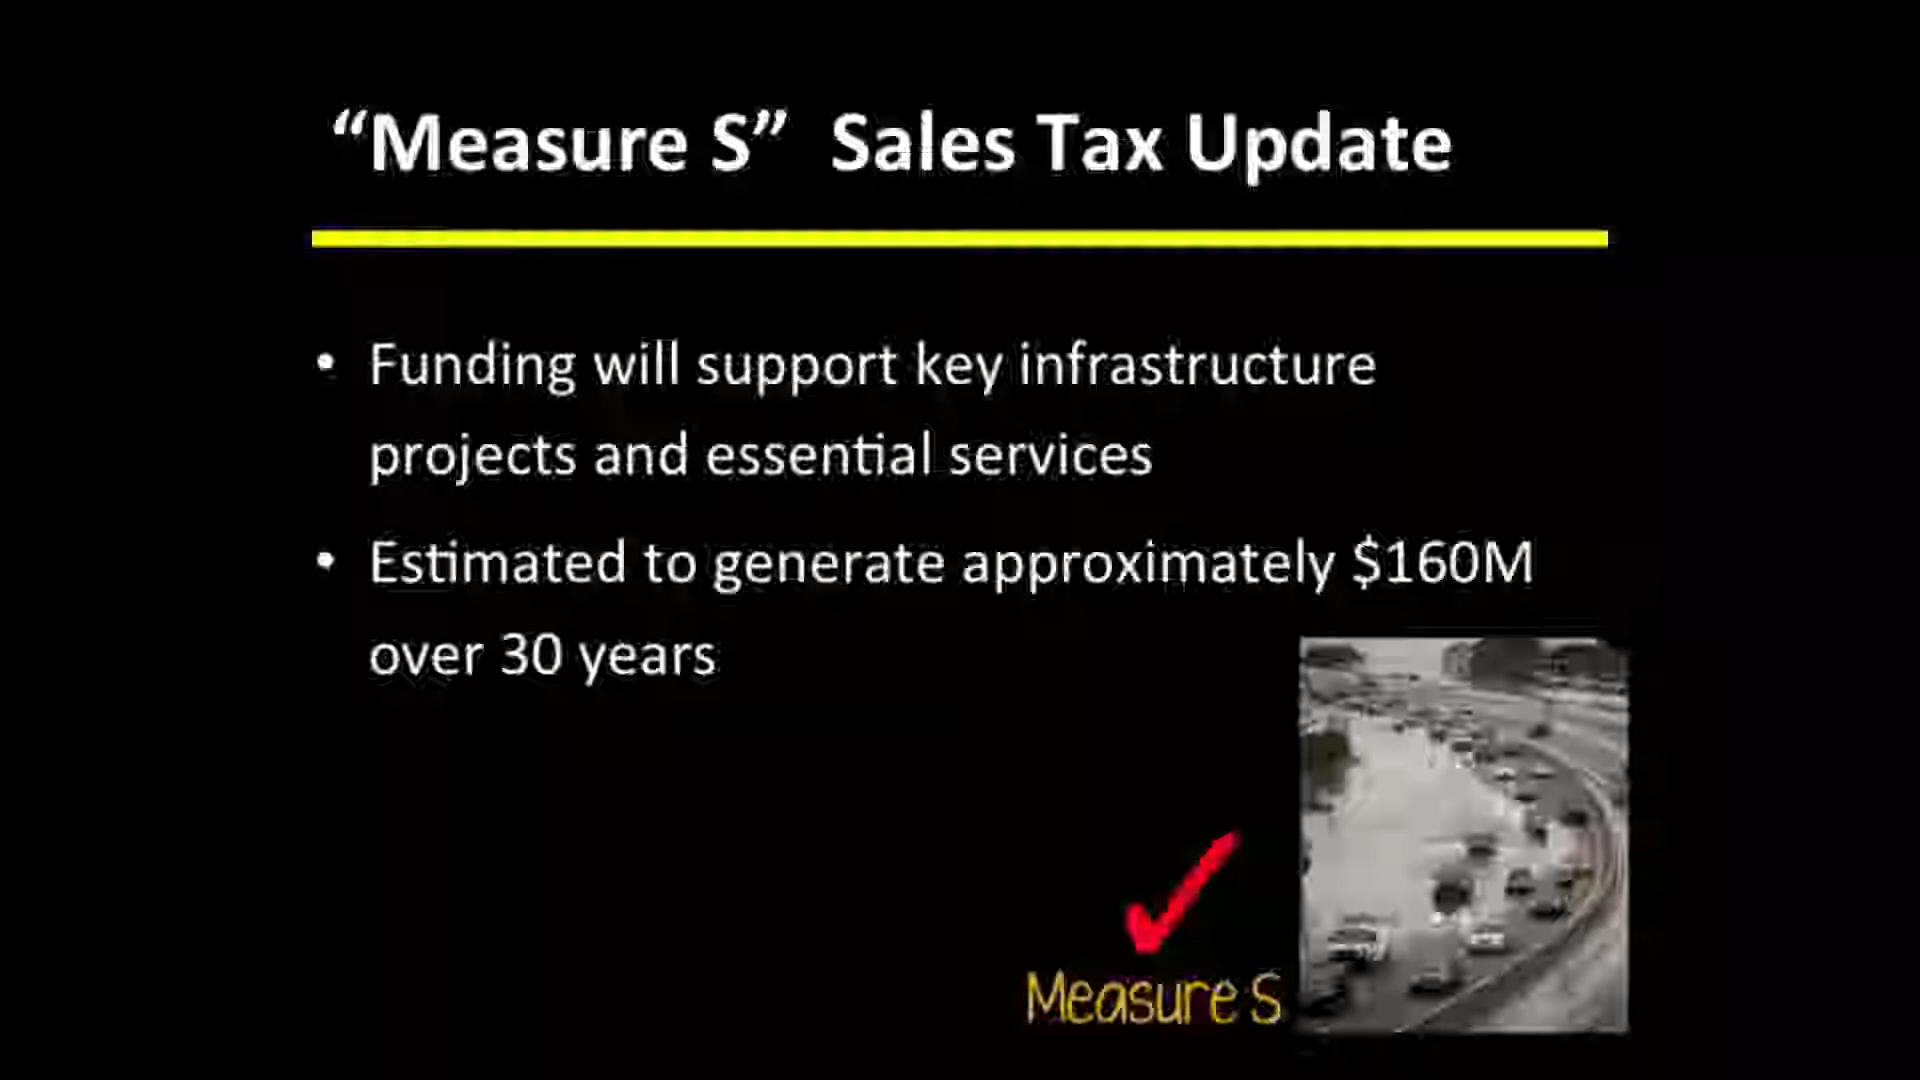 “Measure S” Sales Tax Update
• Funding will support key infrastructure
projects and essential services
• Estimated to generate approximately $160M
over 30 years
Measure S